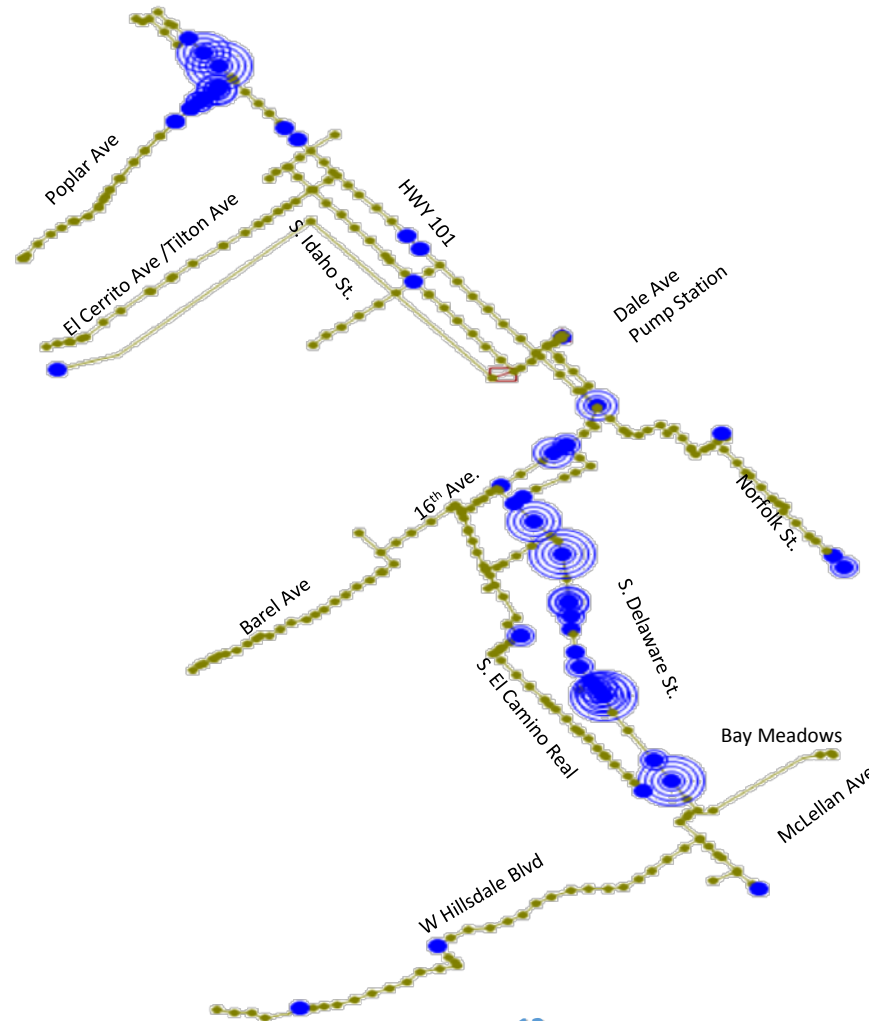 Poplar Ave
HWY 101
El Cerrito Ave /Tilton Ave
S. Idaho St.
Dale Ave
Pump Station
16th Ave.
Norfolk St.
Barel Ave
S. Delaware St.
S. El Camino Real
Bay Meadows
McLellan Ave
W Hillsdale Blvd